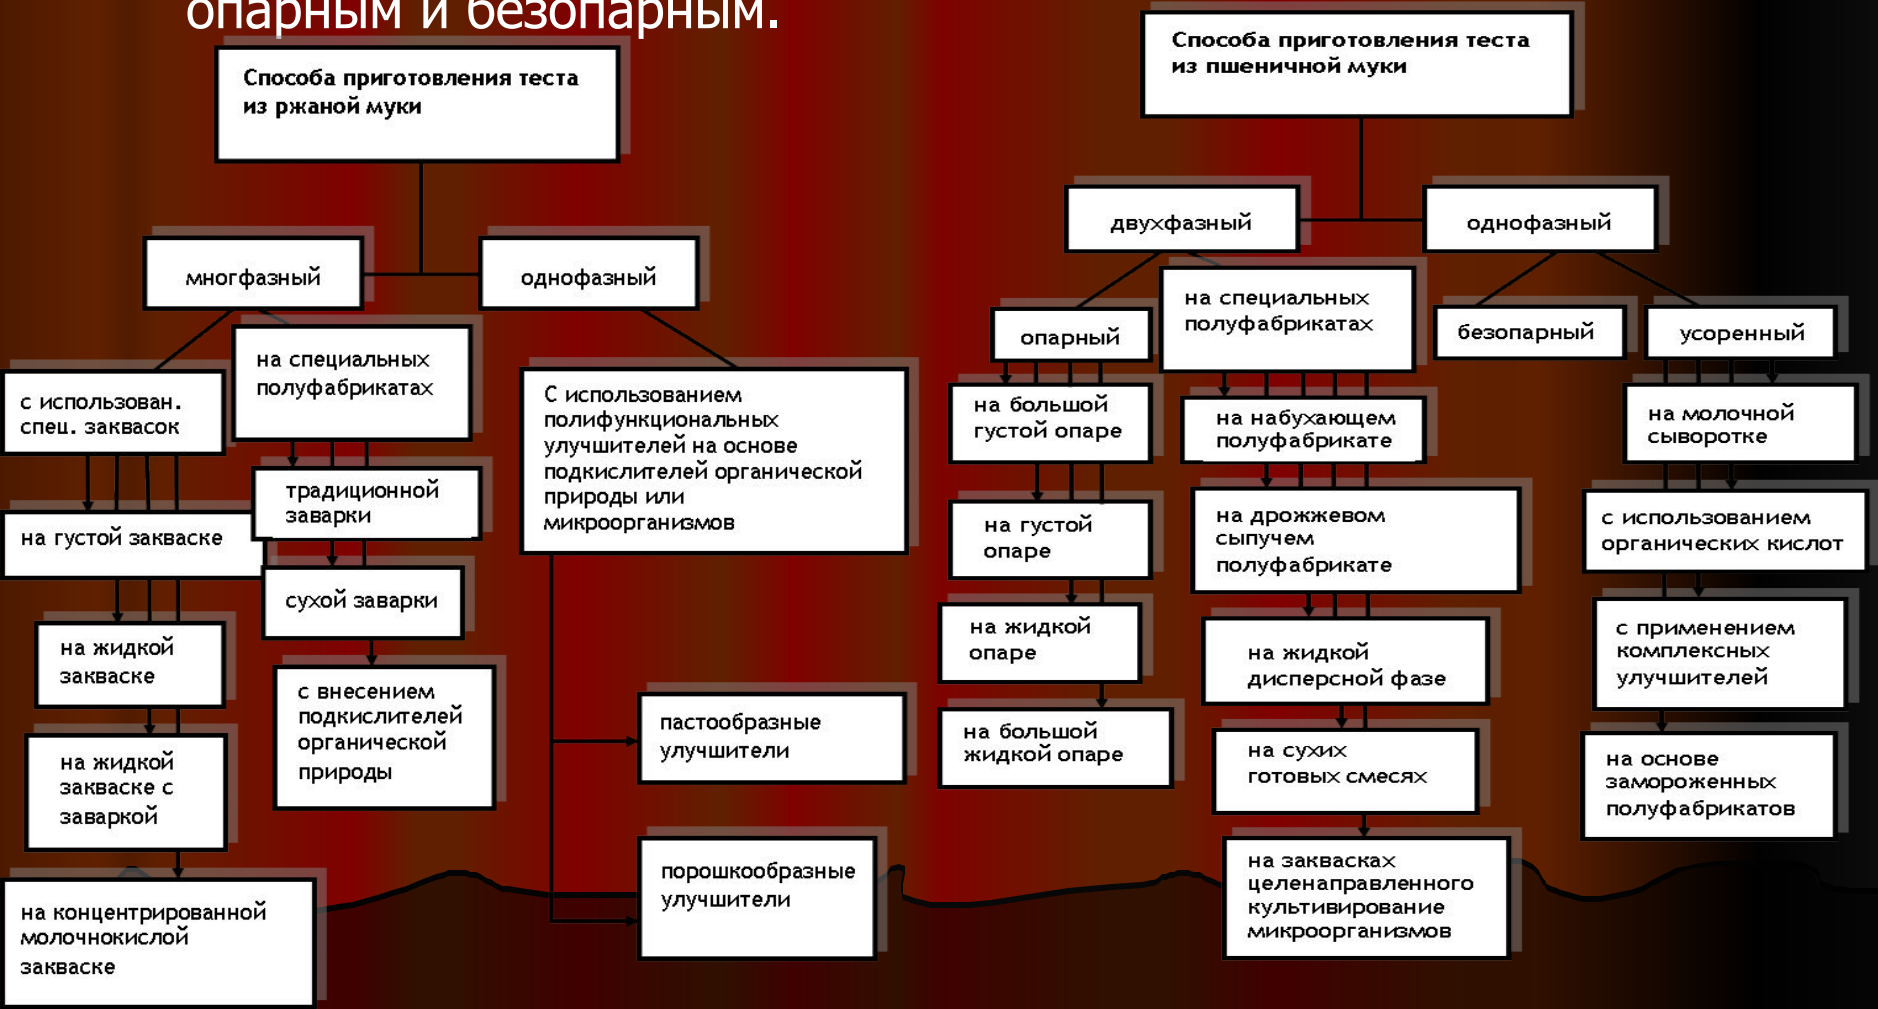 опарным и безопарным.
Способа приготовления теста
из ржаной муки
многфазный
однофазный
с использован.
спец. заквасок
на специальных
полуфабрикатах
на густой закваске
традиционной
заварки
на жидкой
закваске
сухой заварки
на жидкой
закваске с
заваркой
с внесением
подкислителей
органической
природы
на концентрированной
молочнокислой
закваске
С использованием
полифункциональных
улучшителей на основе
подкислителей органической
природы или
микроорганизмов
пастообразные
улучшители
порошкообразные
улучшители
Способа приготовления теста
из пшеничной муки
двухфазный
однофазный
опарный
на специальных
полуфабрикатах
безопарный
усоренный
на большой
густой опаре
на густой
опаре
на жидкой
опаре
на большой
жидкой опаре
на набухающем
полуфабрикате
на дрожжевом
сыпучем
полуфабрикате
на жидкой
дисперсной фазе
на сухих
готовых смесях
на заквасках
целенаправленного
культивирование
микроорганизмов
на молочной
сыворотке
с использованием
органических кислот
с применением
комплексных
улучшителей
на основе
замороженных
полуфабрикатов